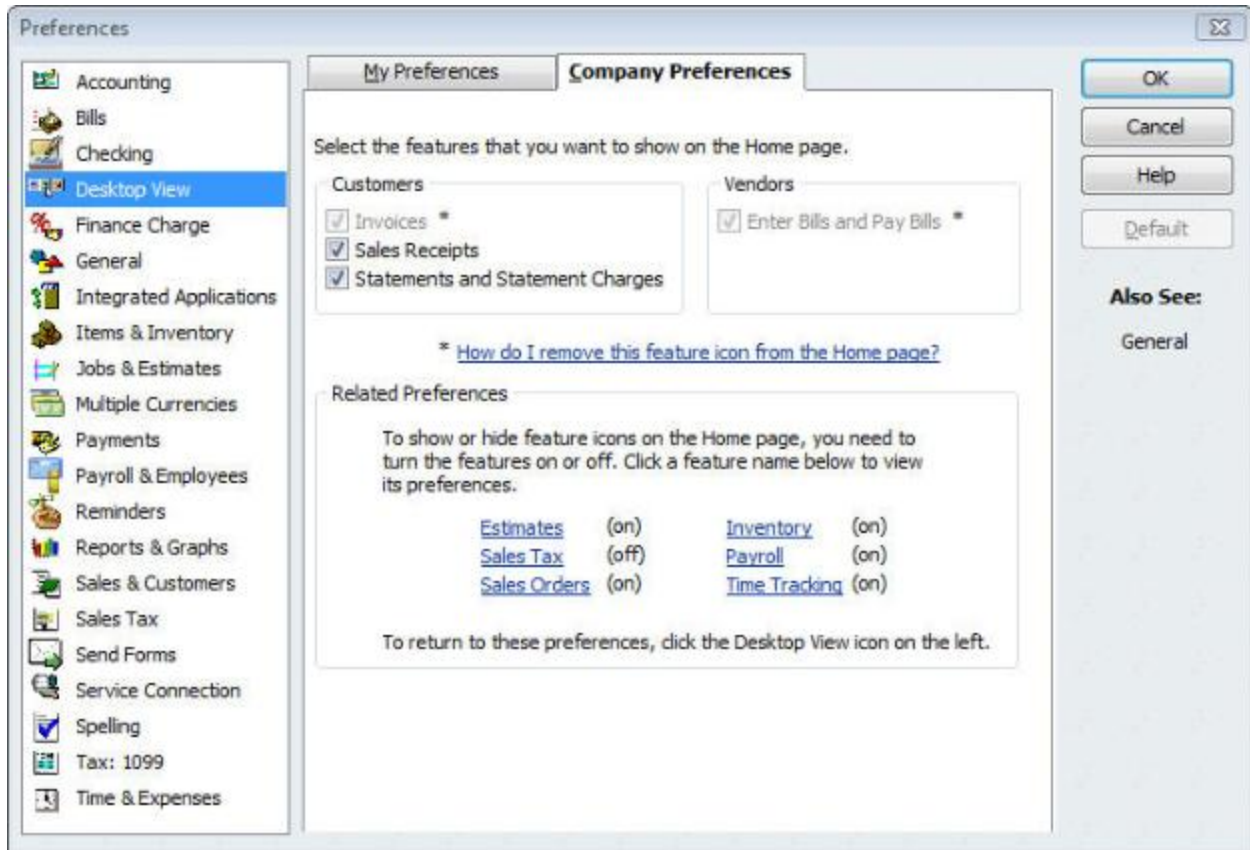 Preferences
Accounting
Bills
Checking
Desktop View
Finance Charge
General
Integrated Applications
Items & Inventory
Jobs & Estimates
Multiple Currencies
Payments
Payroll & Employees
Reminders
Reports & Graphs
Sales & Customers
Sales Tax
Send Forms
Service Connection
Spelling
Tax: 1099
Time & Expenses
My Preferences
Company Preferences
Select the features that you want to show on the Home page.
Customers
Invoices *
Sales Receipts
Statements and Statement Charges
Vendors
Enter Bills and Pay Bills *
* How do I remove this feature icon from the Home page?
Related Preferences
To show or hide feature icons on the Home page, you need to
turn the features on or off. Click a feature name below to view
its preferences.
Estimates (on) Inventory (on)
Sales Tax (off) Payroll (on)
Sales Orders (on) Time Tracking (on)
To return to these preferences, click the Desktop View icon on the left.
OK
Cancel
Help
Default
Also See:
General